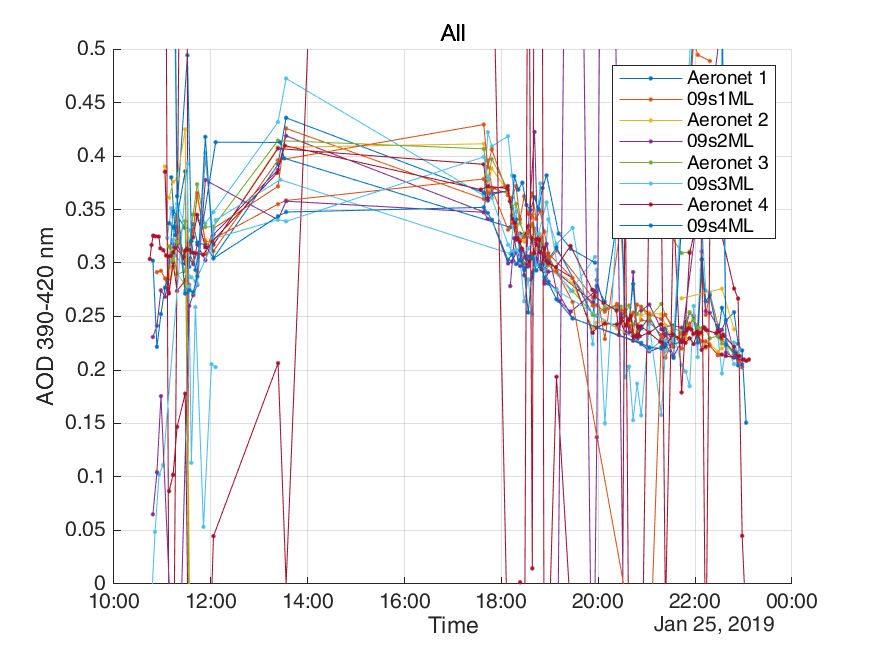 All
0.5
0.45
0.4
0.35
0.3
0.25
0.2
0.15
0.1
0.05
0
AOD 390-420 nm
Aeronet 1
09s1ML
Aeronet 2
09s2ML
Aeronet 3
09s3ML
Aeronet 4
09s4ML
10:00 12:00 14:00 16:00 18:00 20:00 22:00 00:00
Time
Jan 25, 2019